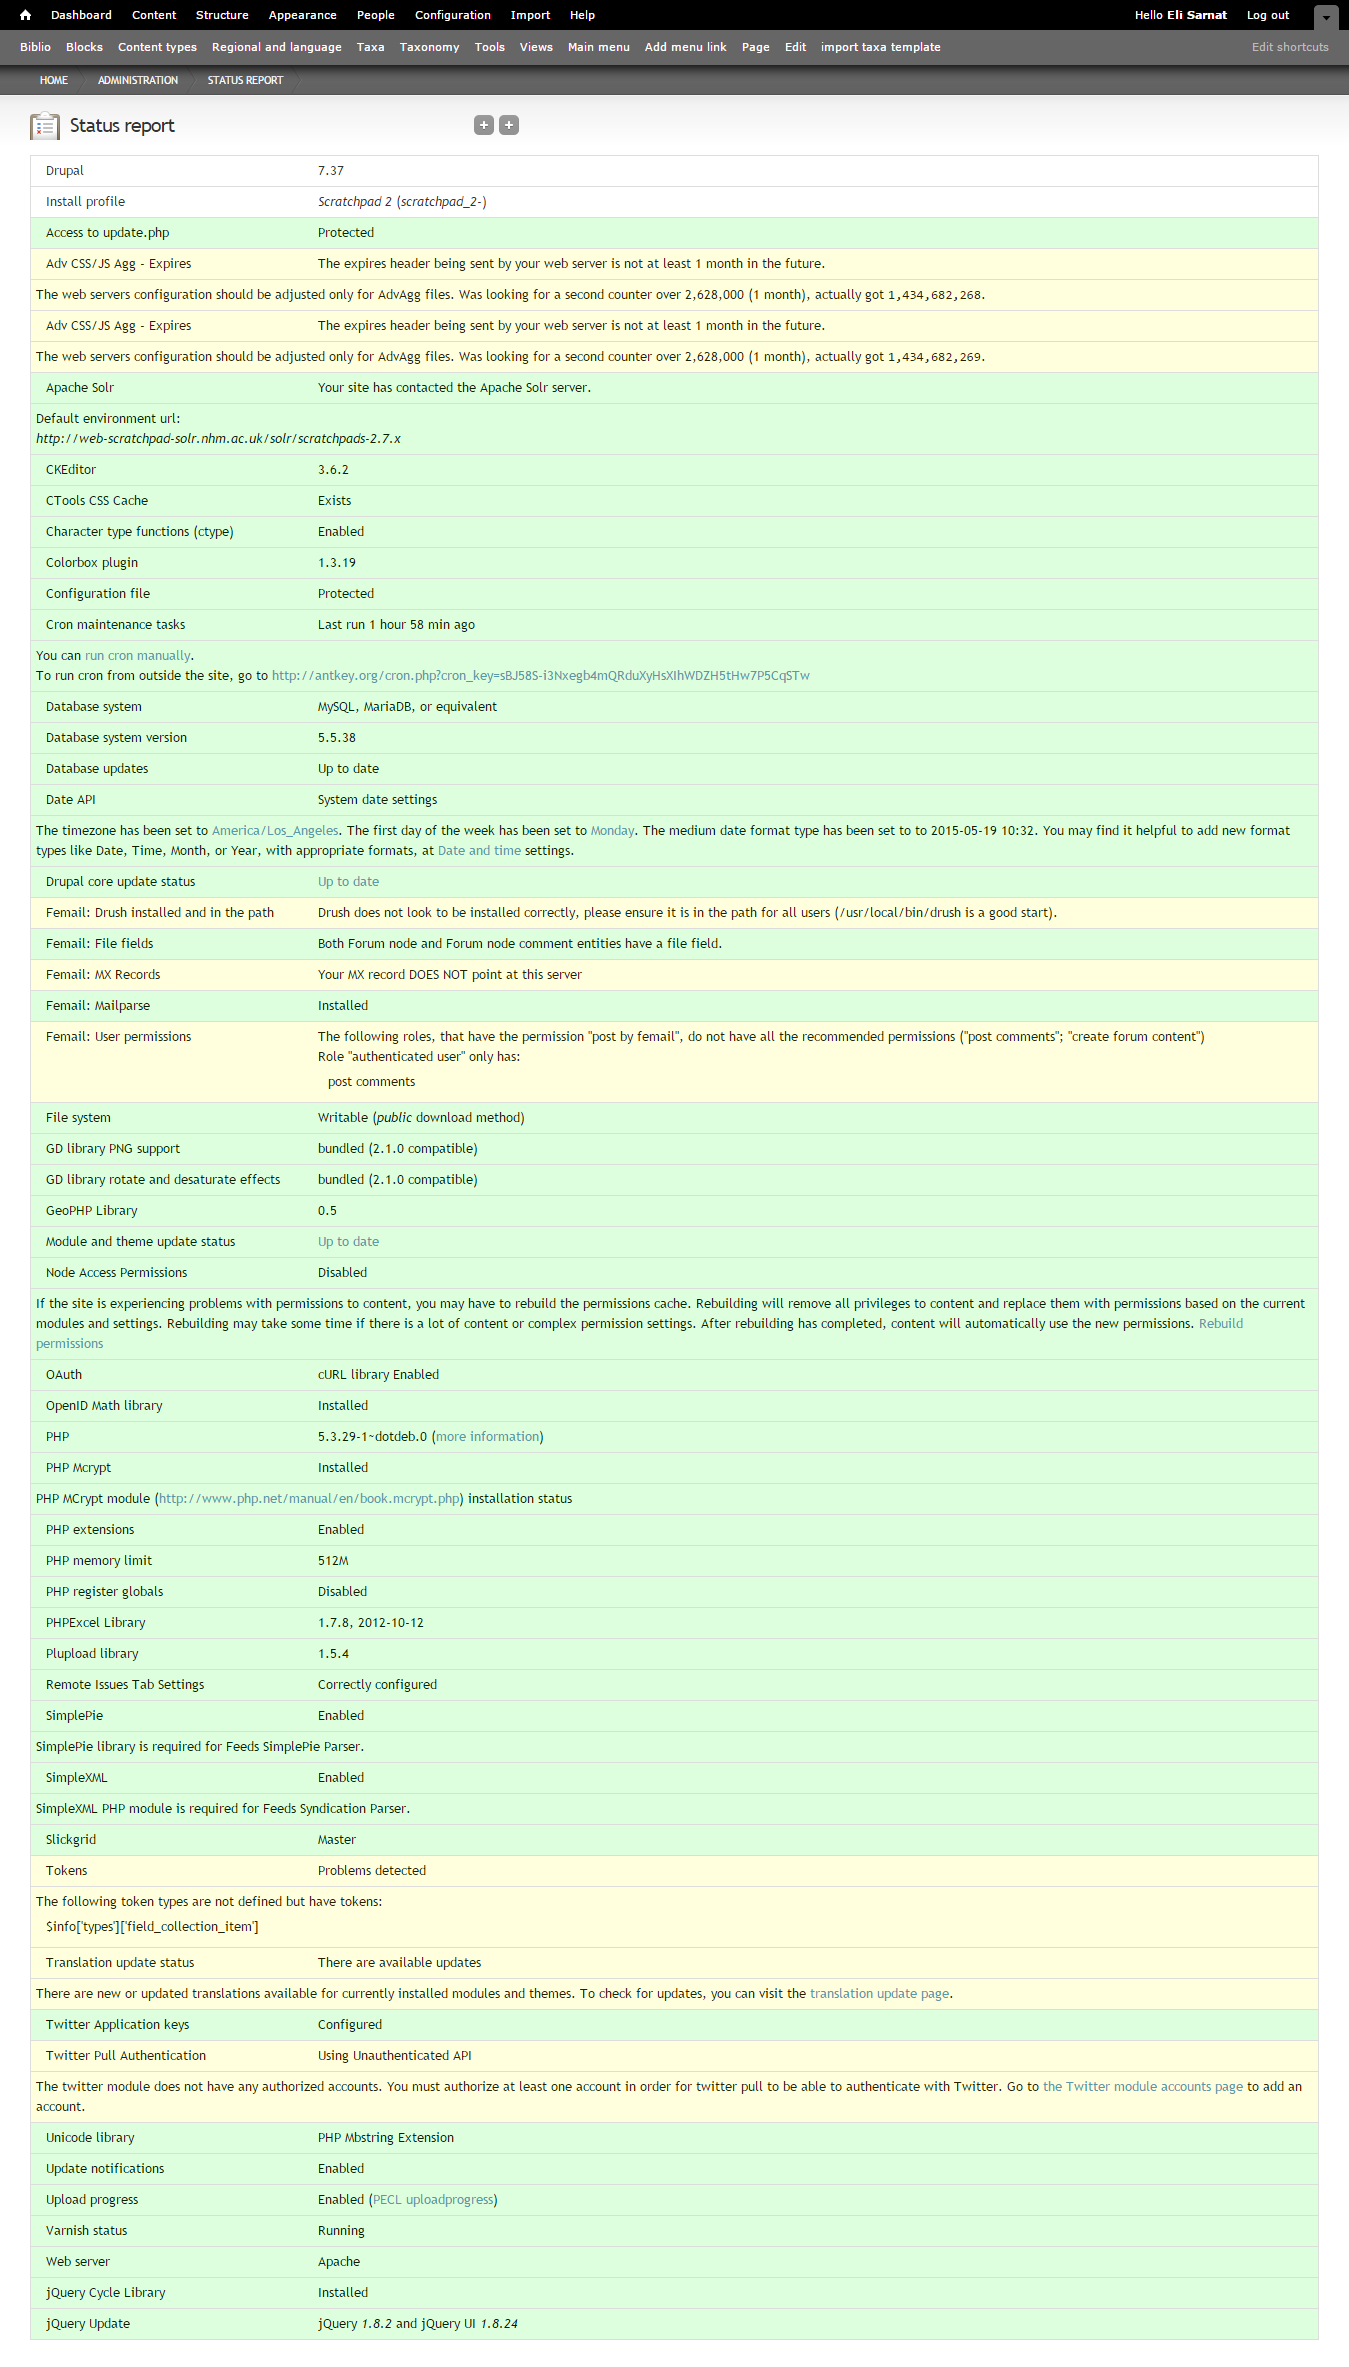 Dashboard Content Structure Appearance People Configuration Import Help Hello Eli Sarnat Log out
Biblio Blocks Content types Regional and language Taxa Taxonomy Tools Views Main menu Add menu link Page Edit import taxa template Edit shortcuts
HOME ADMINISTRATION STATUS REPORT
Status report
Drupal 7.37
Install profile Scratchpad 2 (scratchpad_2-)
Access to update.php Protected
Adv CSS/JS Agg - Expires The expires header being sent by your web server is not at least 1 month in the future.
The web servers configuration should be adjusted only for AdvAgg files. Was looking for a second counter over 2,628,000 (1 month), actually got 1,434,682,268.
Adv CSS/JS Agg - Expires The expires header being sent by your web server is not at least 1 month in the future.
The web servers configuration should be adjusted only for AdvAgg files. Was looking for a second counter over 2,628,000 (1 month), actually got 1,434,682,269.
Apache Solr Your site has contacted the Apache Solr server.
Default environment url:
http://web-scratchpad-solr.nhm.ac.uk/solr/scratchpads-2.7.x
CKEditor 3.6.2
CTools CSS Cache Exists
Character type functions (ctype) Enabled
Colorbox plugin 1.3.19
Configuration file Protected
Cron maintenance tasks Last run 1 hour 58 min ago
You can run cron manually.
To run cron from outside the site, go to http://antkey.org/cron.php?cron_key=sBJ58S-i3Nxegb4mQRduXyHsXIhWDZH5tHw7P5CqSTw
Database system MySQL, MariaDB, or equivalent
Database system version 5.5.38
Database updates Up to date
Date API System date settings
The timezone has been set to America/Los_Angeles. The first day of the week has been set to Monday. The medium date format type has been set to to 2015-05-19 10:32. You may find it helpful to add new format
types like Date, Time, Month, or Year, with appropriate formats, at Date and time settings.
Drupal core update status Up to date
Femail: Drush installed and in the path Drush does not look to be installed correctly, please ensure it is in the path for all users (/usr/local/bin/drush is a good start).
Femail: File fields Both Forum node and Forum node comment entities have a file field.
Femail: MX Records Your MX record DOES NOT point at this server
Femail: Mailparse Installed
Femail: User permissions The following roles, that have the permission "post by femail", do not have all the recommended permissions ("post comments"; "create forum content")
Role "authenticated user" only has:
post comments
File system Writable (public download method)
GD library PNG support bundled (2.1.0 compatible)
GD library rotate and desaturate effects bundled (2.1.0 compatible)
GeoPHP Library 0.5
Module and theme update status Up to date
Node Access Permissions Disabled
If the site is experiencing problems with permissions to content, you may have to rebuild the permissions cache. Rebuilding will remove all privileges to content and replace them with permissions based on the current
modules and settings. Rebuilding may take some time if there is a lot of content or complex permission settings. After rebuilding has completed, content will automatically use the new permissions. Rebuild
permissions
OAuth cURL library Enabled
OpenID Math library Installed
PHP 5.3.29-1~dotdeb.0 (more information)
PHP Mcrypt Installed
PHP MCrypt module (http://www.php.net/manual/en/book.mcrypt.php) installation status
PHP extensions Enabled
PHP memory limit 512M
PHP register globals Disabled
PHPExcel Library 1.7.8, 2012-10-12
Plupload library 1.5.4
Remote Issues Tab Settings Correctly configured
SimplePie Enabled
SimplePie library is required for Feeds SimplePie Parser.
SimpleXML Enabled
SimpleXML PHP module is required for Feeds Syndication Parser.
Slickgrid Master
Tokens Problems detected
The following token types are not defined but have tokens:
$info['types']['field_collection_item']
Translation update status There are available updates
There are new or updated translations available for currently installed modules and themes. To check for updates, you can visit the translation update page.
Twitter Application keys Configured
Twitter Pull Authentication Using Unauthenticated API
The twitter module does not have any authorized accounts. You must authorize at least one account in order for twitter pull to be able to authenticate with Twitter. Go to the Twitter module accounts page to add an
account.
Unicode library PHP Mbstring Extension
Update notifications Enabled
Upload progress Enabled (PECL uploadprogress)
Varnish status Running
Web server Apache
jQuery Cycle Library Installed
jQuery Update jQuery 1.8.2 and jQuery UI 1.8.24